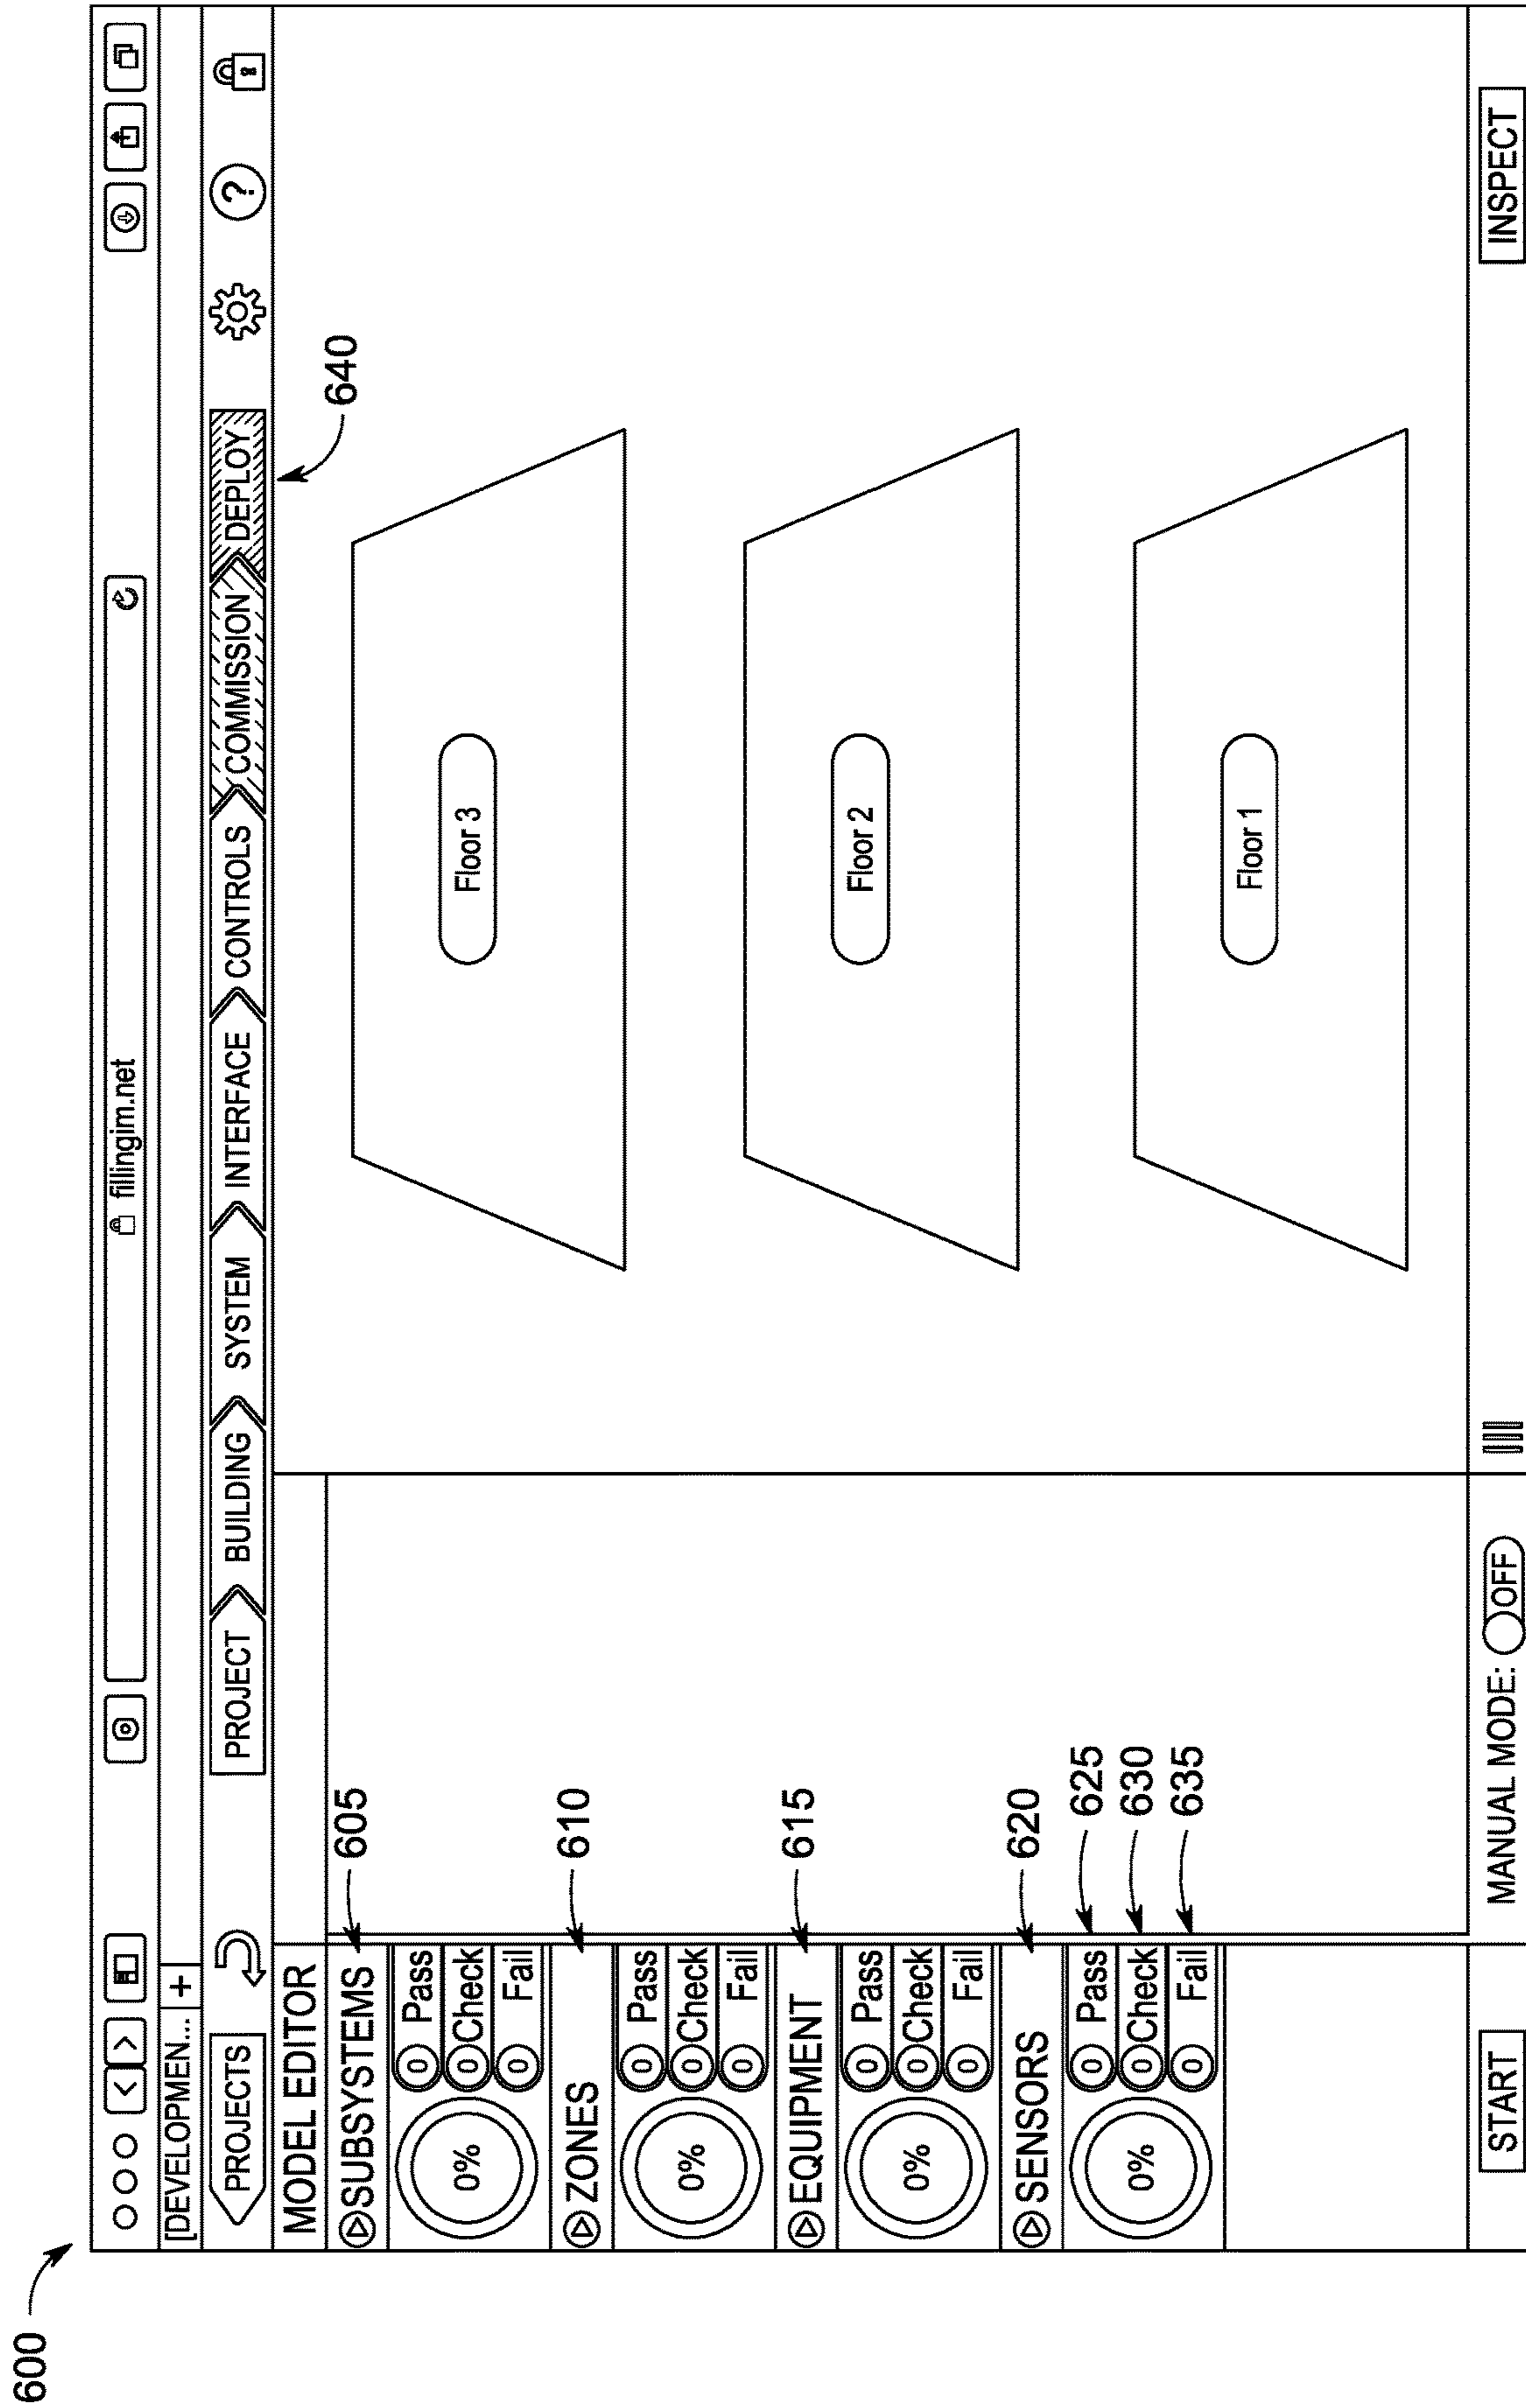 600
fillingim.net
[DEVELOPMEN... +
PROJECTS
PROJECT
BUILDING
SYSTEM
INTERFACE
CONTROLS
COMMISSION
DEPLOY
?
640
MODEL EDITOR
SUBSYSTEMS
605
0%
0 Pass
0 Check
0 Fail
ZONES
610
0%
0 Pass
0 Check
0 Fail
EQUIPMENT
615
0%
0 Pass
0 Check
0 Fail
SENSORS
620
0%
0 Pass
0 Check
0 Fail
625
630
635
Floor 3
Floor 2
Floor 1
START
MANUAL MODE: OFF
INSPECT